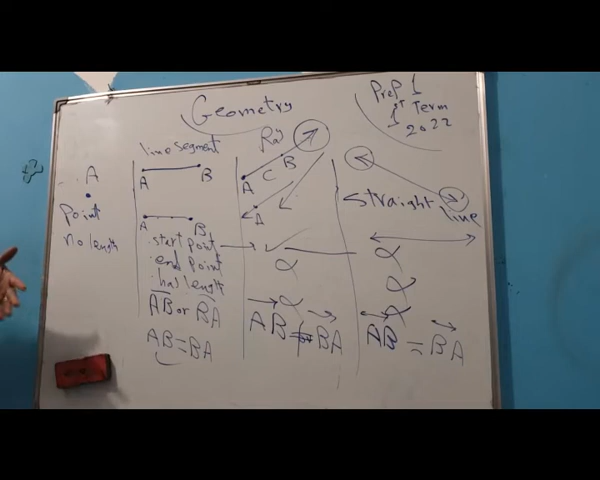 Geometry
Prep 1
1st Term
2022
A
point
no length
line segment
A B
A B
start point
end point
has length
AB or BA
AB = BA
Ray
A C B
A
AB ≠ BA
straight line
AB = BA